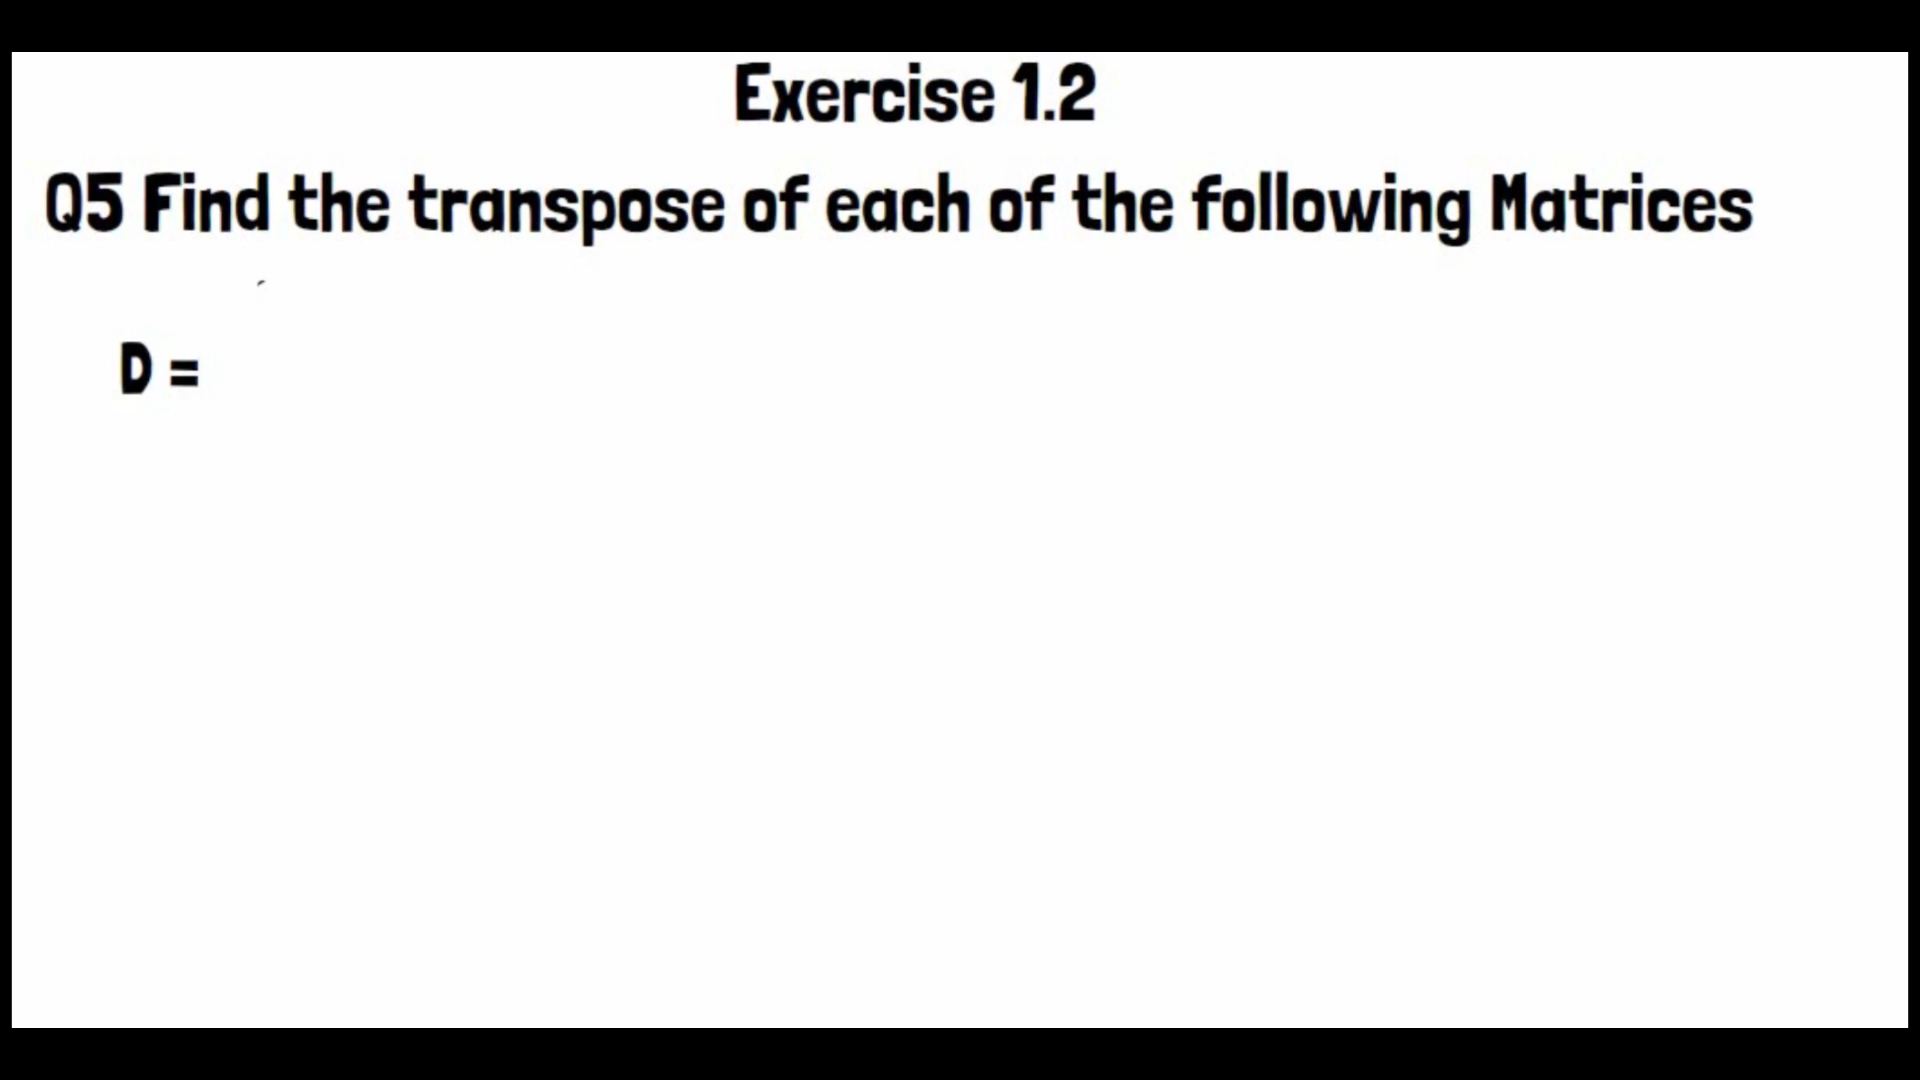 Exercise 1.2
Q5 Find the transpose of each of the following Matrices
D =